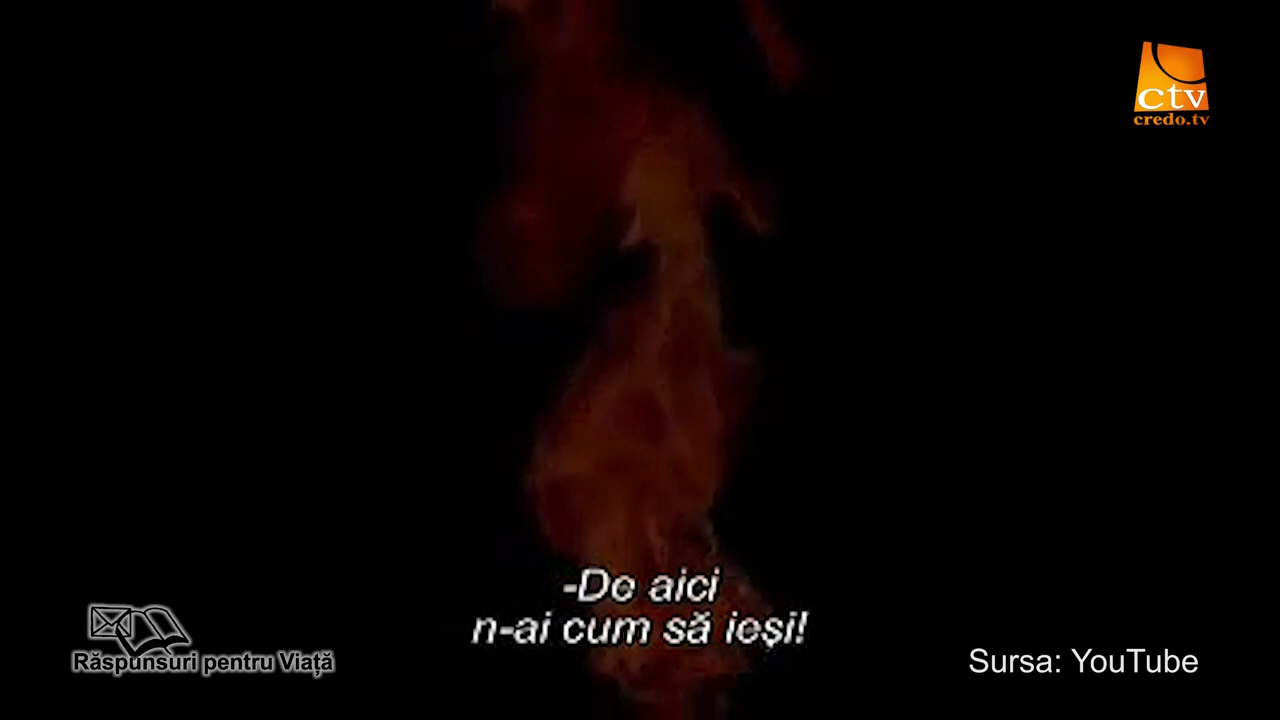 ctv
credo.tv
-De aici
n-ai cum să ieși!
Răspunsuri pentru Viață
Sursa: YouTube